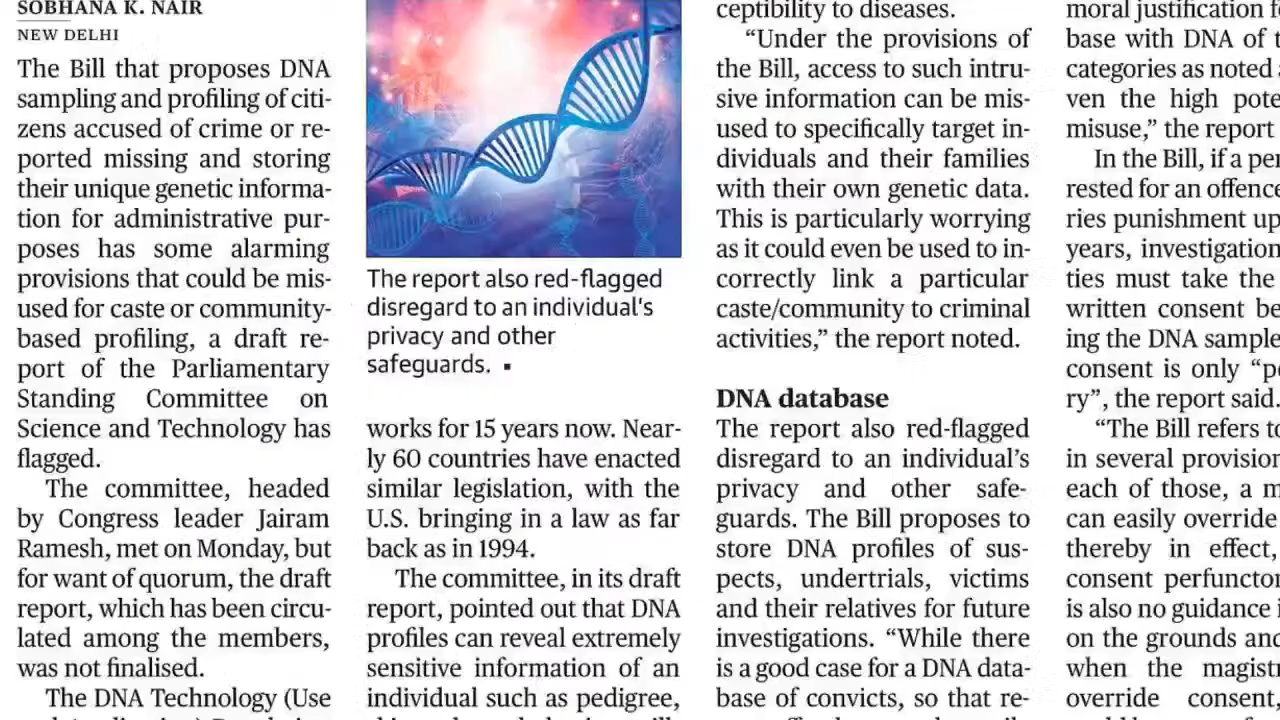 SOBHANA K. NAIR
NEW DELHI
The Bill that proposes DNA
sampling and profiling of citi-
zens accused of crime or re-
ported missing and storing
their unique genetic informa-
tion for administrative pur-
poses has some alarming
provisions that could be mis-
used for caste or community-
based profiling, a draft re-
port of the Parliamentary
Standing Committee on
Science and Technology has
flagged.
The committee, headed
by Congress leader Jairam
Ramesh, met on Monday, but
for want of quorum, the draft
report, which has been circu-
lated among the members,
was not finalised.
The DNA Technology (Use
The report also red-flagged
disregard to an individual's
privacy and other
safeguards. ▪
works for 15 years now. Near-
ly 60 countries have enacted
similar legislation, with the
U.S. bringing in a law as far
back as in 1994.
The committee, in its draft
report, pointed out that DNA
profiles can reveal extremely
sensitive information of an
individual such as pedigree,
ceptibility to diseases.
“Under the provisions of
the Bill, access to such intru-
sive information can be mis-
used to specifically target in-
dividuals and their families
with their own genetic data.
This is particularly worrying
as it could even be used to in-
correctly link a particular
caste/community to criminal
activities,” the report noted.
DNA database
The report also red-flagged
disregard to an individual’s
privacy and other safe-
guards. The Bill proposes to
store DNA profiles of sus-
pects, undertrials, victims
and their relatives for future
investigations. “While there
is a good case for a DNA data-
base of convicts, so that re-
moral justification
base with DNA of
categories as noted
ven the high
misuse,” the report
In the Bill, if a
rested for an offence
ries punishment up
years, investigation
ties must take the
written consent
ing the DNA sample
consent is only
ry”, the report said.
“The Bill refers to
in several provision
each of those, a
can easily override
thereby in effect,
consent
is also no guidance
on the grounds and
when the
override consent,